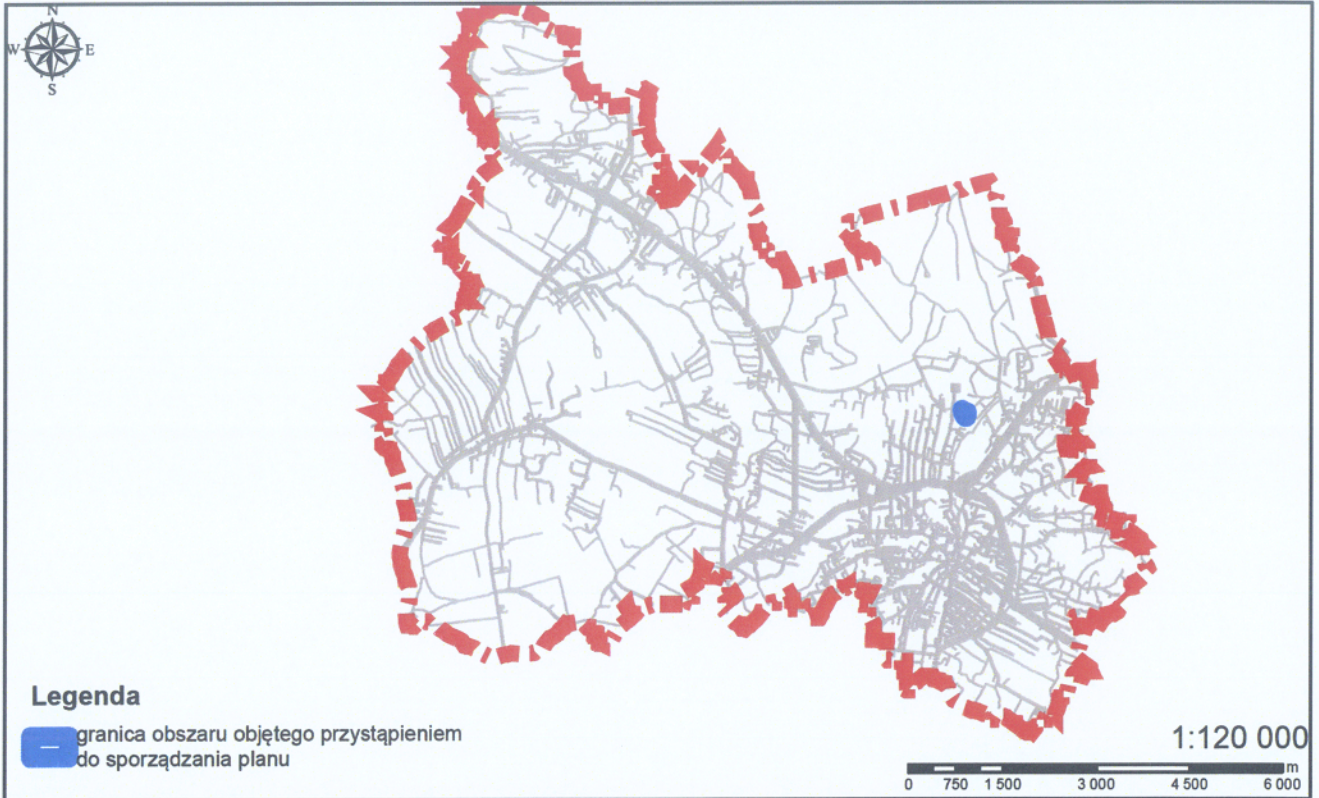 N
W E
S
Legenda
granica obszaru objętego przystąpieniem
do sporządzania planu
1:120 000
m
0 750 1 500 3 000 4 500 6 000